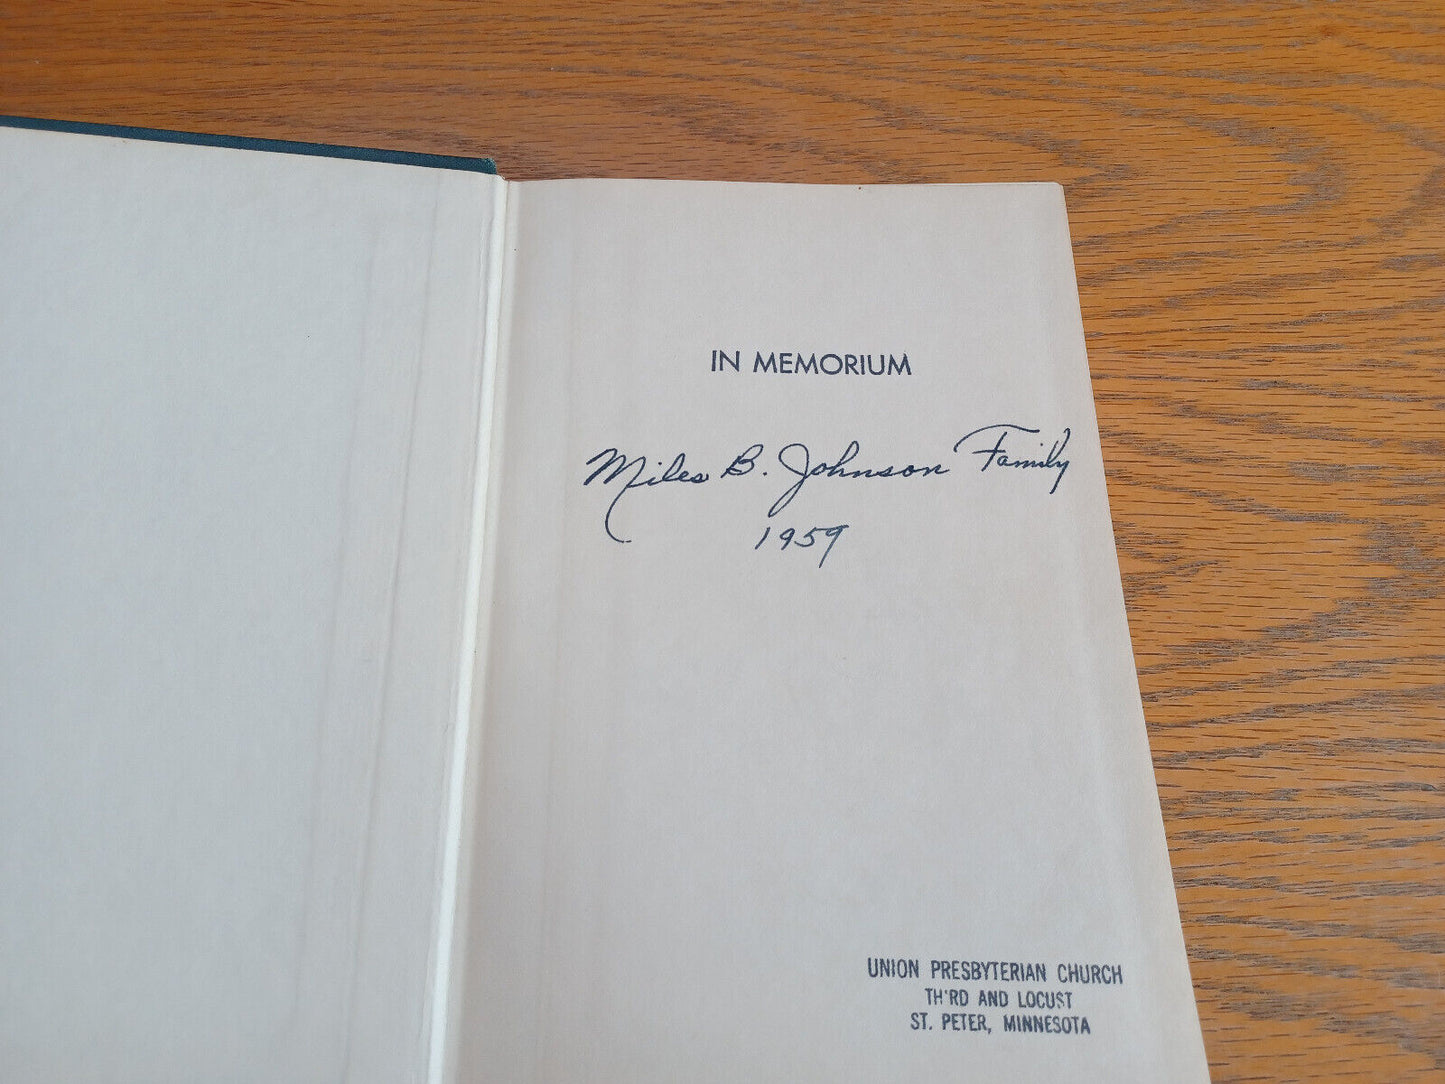 IN MEMORIUM
Miles B. Johnson Family
1959
UNION PRESBYTERIAN CHURCH
TH'RD AND LOCUST
ST. PETER, MINNESOTA